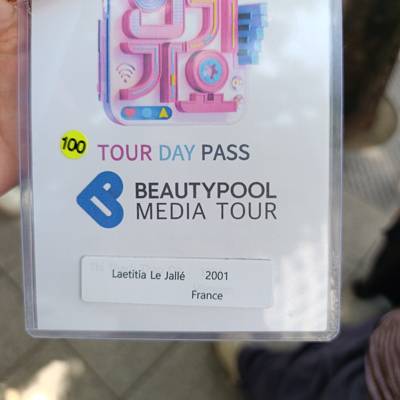 100
TOUR DAY PASS
BEAUTYPOOL
MEDIA TOUR
Laetitia Le Jallé 2001
France